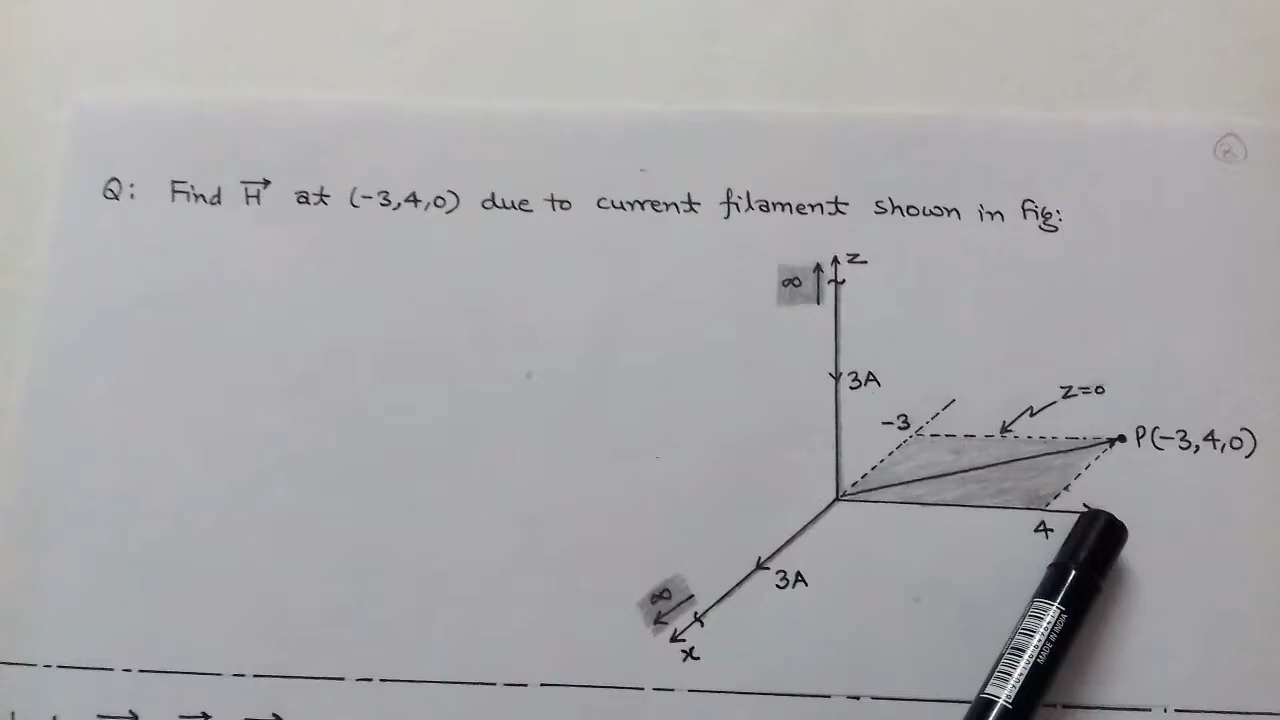 Q: Find H→ at (-3,4,0) due to current filament shown in fig:
z
∞
3A
z=0
-3
P(-3,4,0)
4
3A
∞
x
MADE IN INDIA